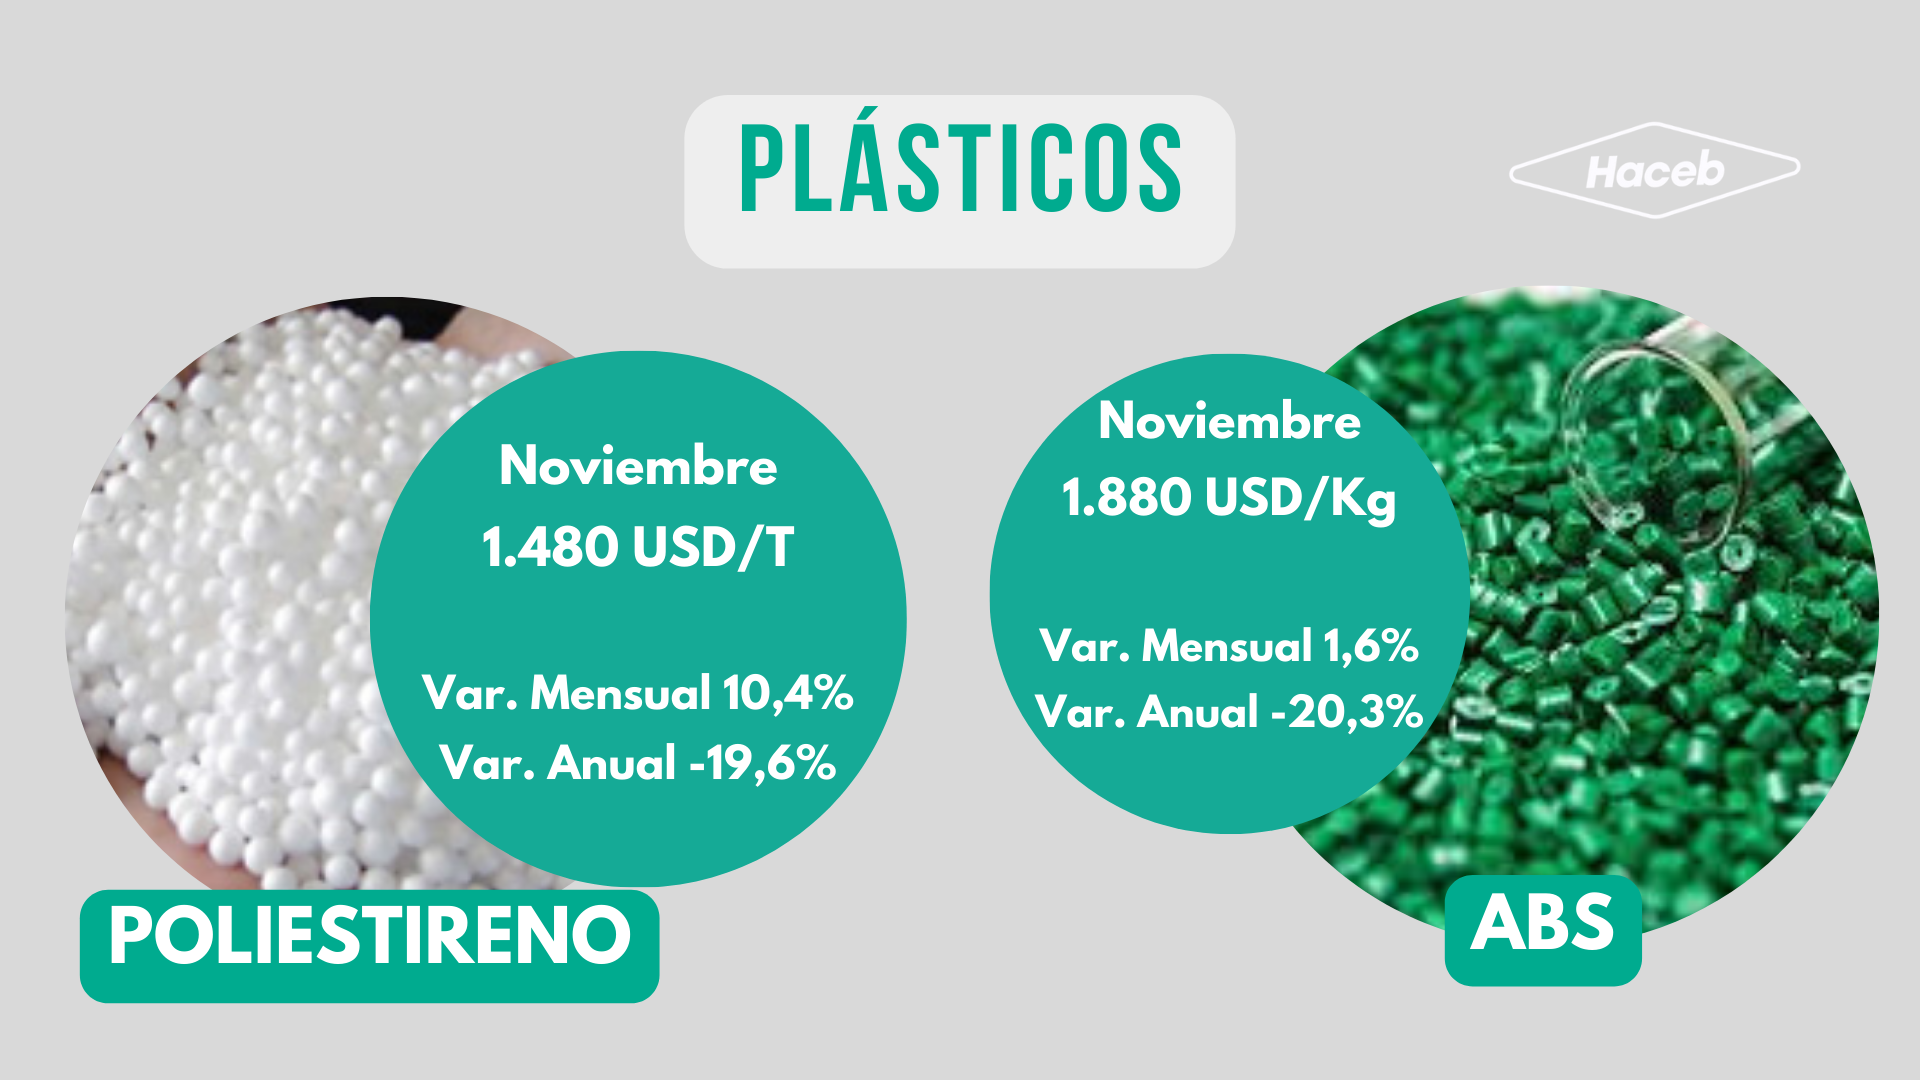 PLÁSTICOS
Haceb
Noviembre
1.480 USD/T
Var. Mensual 10,4%
Var. Anual -19,6%
POLIESTIRENO
Noviembre
1.880 USD/Kg
Var. Mensual 1,6%
Var. Anual -20,3%
ABS